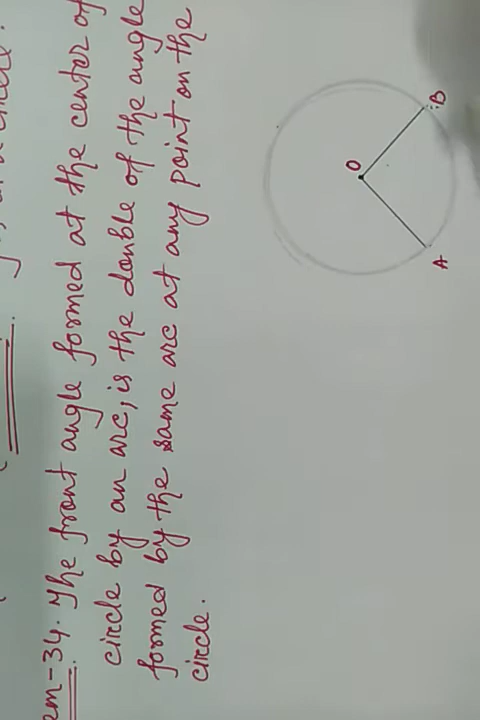 em-34. The front angle formed at the center of
circle by an arc, is the double of the angle
formed by the same arc at any point on the
circle.
O
A
B